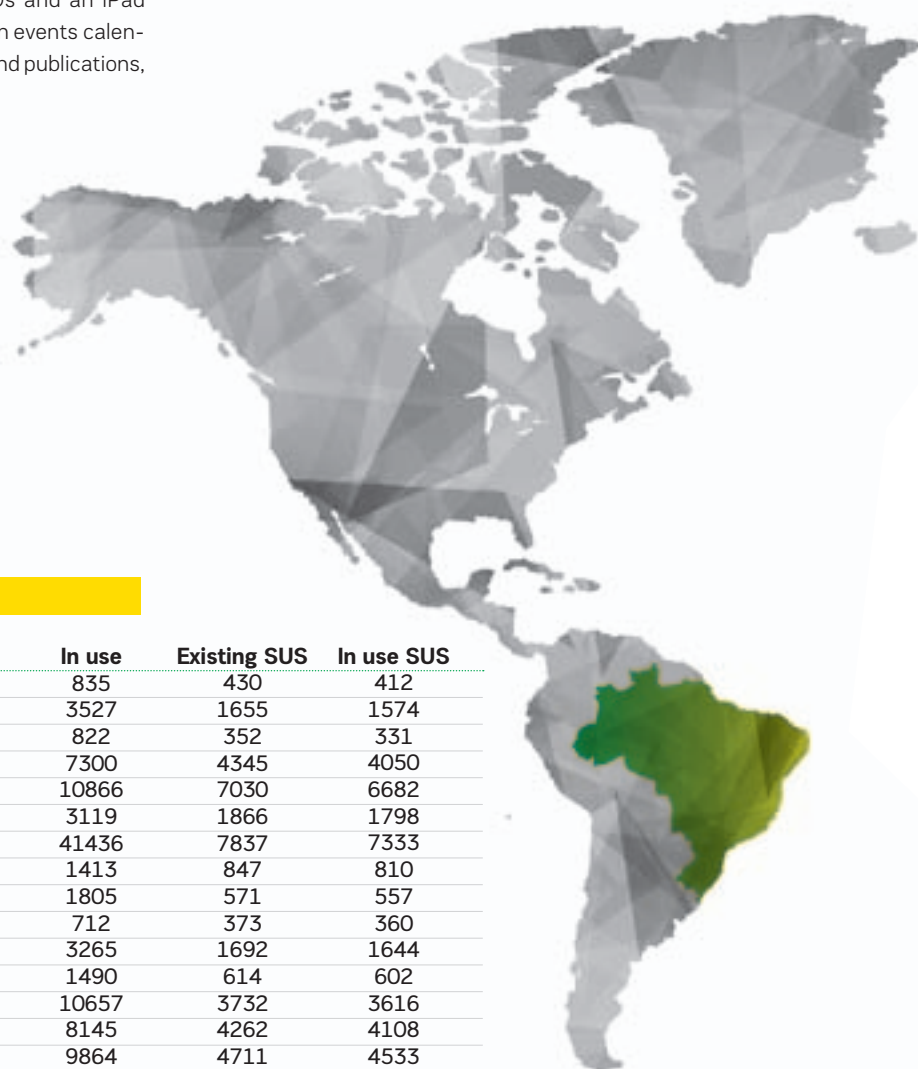 and an iPad
events calen-
publications,
In use Existing SUS In use SUS
835 430 412
3527 1655 1574
822 352 331
7300 4345 4050
10866 7030 6682
3119 1866 1798
41436 7837 7333
1413 847 810
1805 571 557
712 373 360
3265 1692 1644
1490 614 602
10657 3732 3616
8145 4262 4108
9864 4711 4533